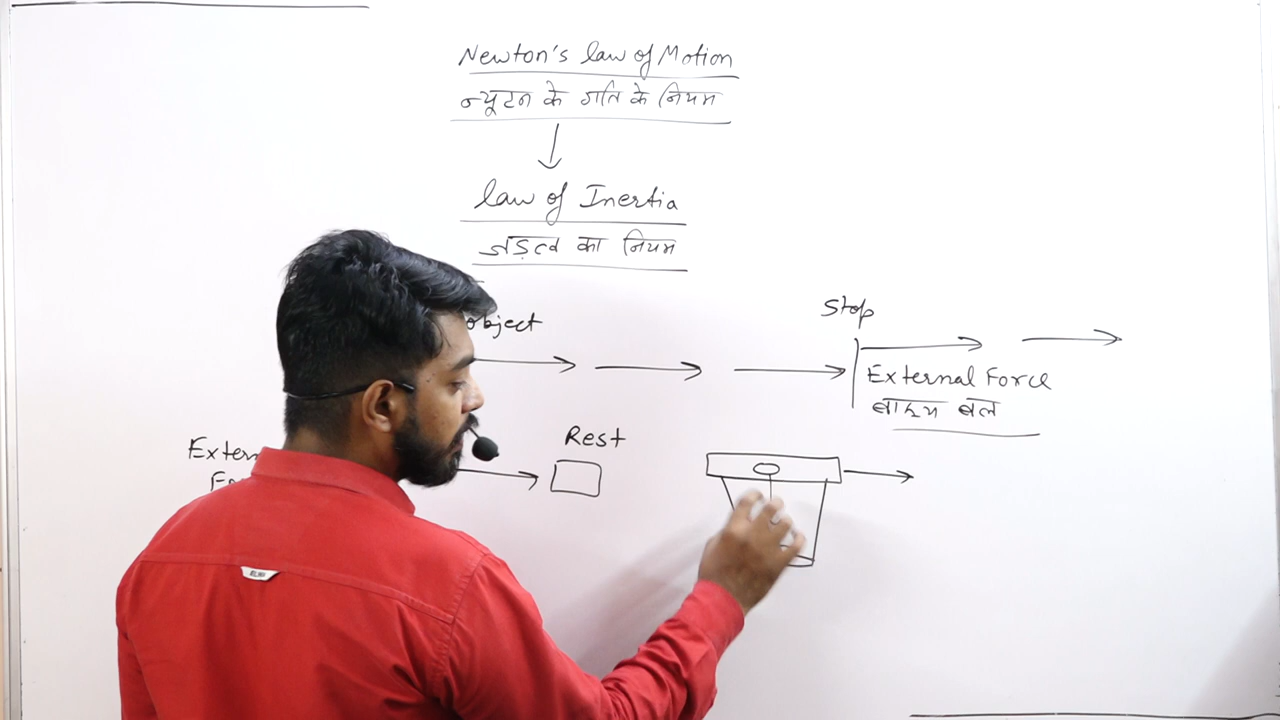 Newton's law of Motion
न्यूटन के गति के नियम
law of Inertia
जड़त्व का नियम
object
Stop
External Force
बाह्य बल
Rest